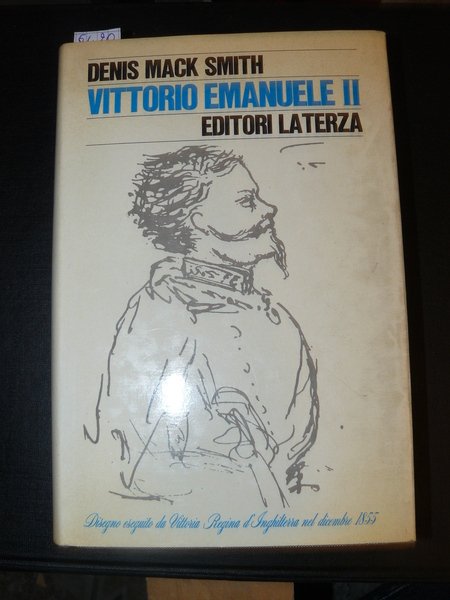 DENIS MACK SMITH
VITTORIO EMANUELE II
EDITORI LATERZA
Disegno eseguito da Vittoria Regina d'Inghilterra nel dicembre 1855